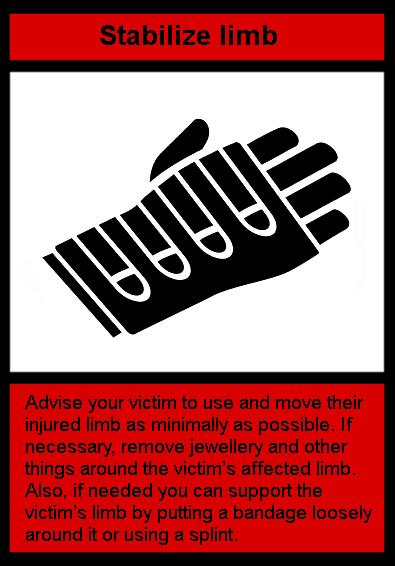 Stabilize limb
Advise your victim to use and move their
injured limb as minimally as possible. If
necessary, remove jewellery and other
things around the victim's affected limb.
Also, if needed you can support the
victim's limb by putting a bandage loosely
around it or using a splint.